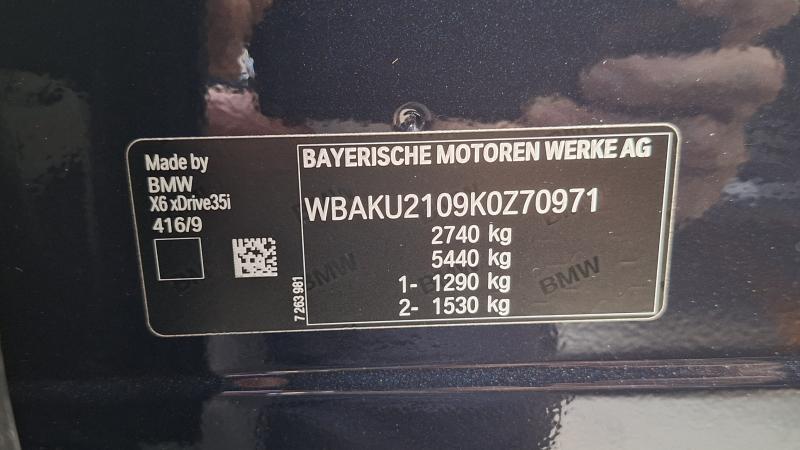 Made by
BMW
X6 xDrive35i
416/9
7 263 981
BAYERISCHE MOTOREN WERKE AG
WBAKU2109K0Z70971
2740 kg
5440 kg
1- 1290 kg
2- 1530 kg
BMW
BMW
BMW